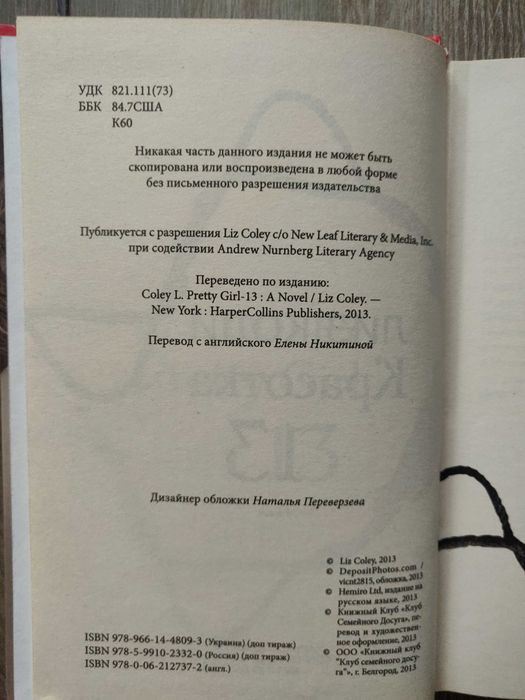 УДК 821.111(73)
ББК 84.7США
К60
Никакая часть данного издания не может быть
скопирована или воспроизведена в любой форме
без письменного разрешения издательства
Публикуется с разрешения Liz Coley c/o New Leaf Literary & Media, Inc.
при содействии Andrew Nurnberg Literary Agency
Переведено по изданию:
Coley L. Pretty Girl-13 : A Novel / Liz Coley. —
New York : HarperCollins Publishers, 2013.
Перевод с английского Елены Никитиной
Красотка
13
Дизайнер обложки Наталья Переверзева
© Liz Coley, 2013
© DepositPhotos.com /
vicnt2815, обложка, 2013
© Hemiro Ltd, издание на
русском языке, 2013
© Книжный Клуб «Клуб
Семейного Досуга», пе-
ревод и художествен-
ное оформление, 2013
© ООО «Книжный клуб
"Клуб семейного досу-
га"», г. Белгород, 2013
ISBN 978-966-14-4809-3 (Украина) (доп тираж)
ISBN 978-5-9910-2332-0 (Россия) (доп тираж)
ISBN 978-0-06-212737-2 (англ.)